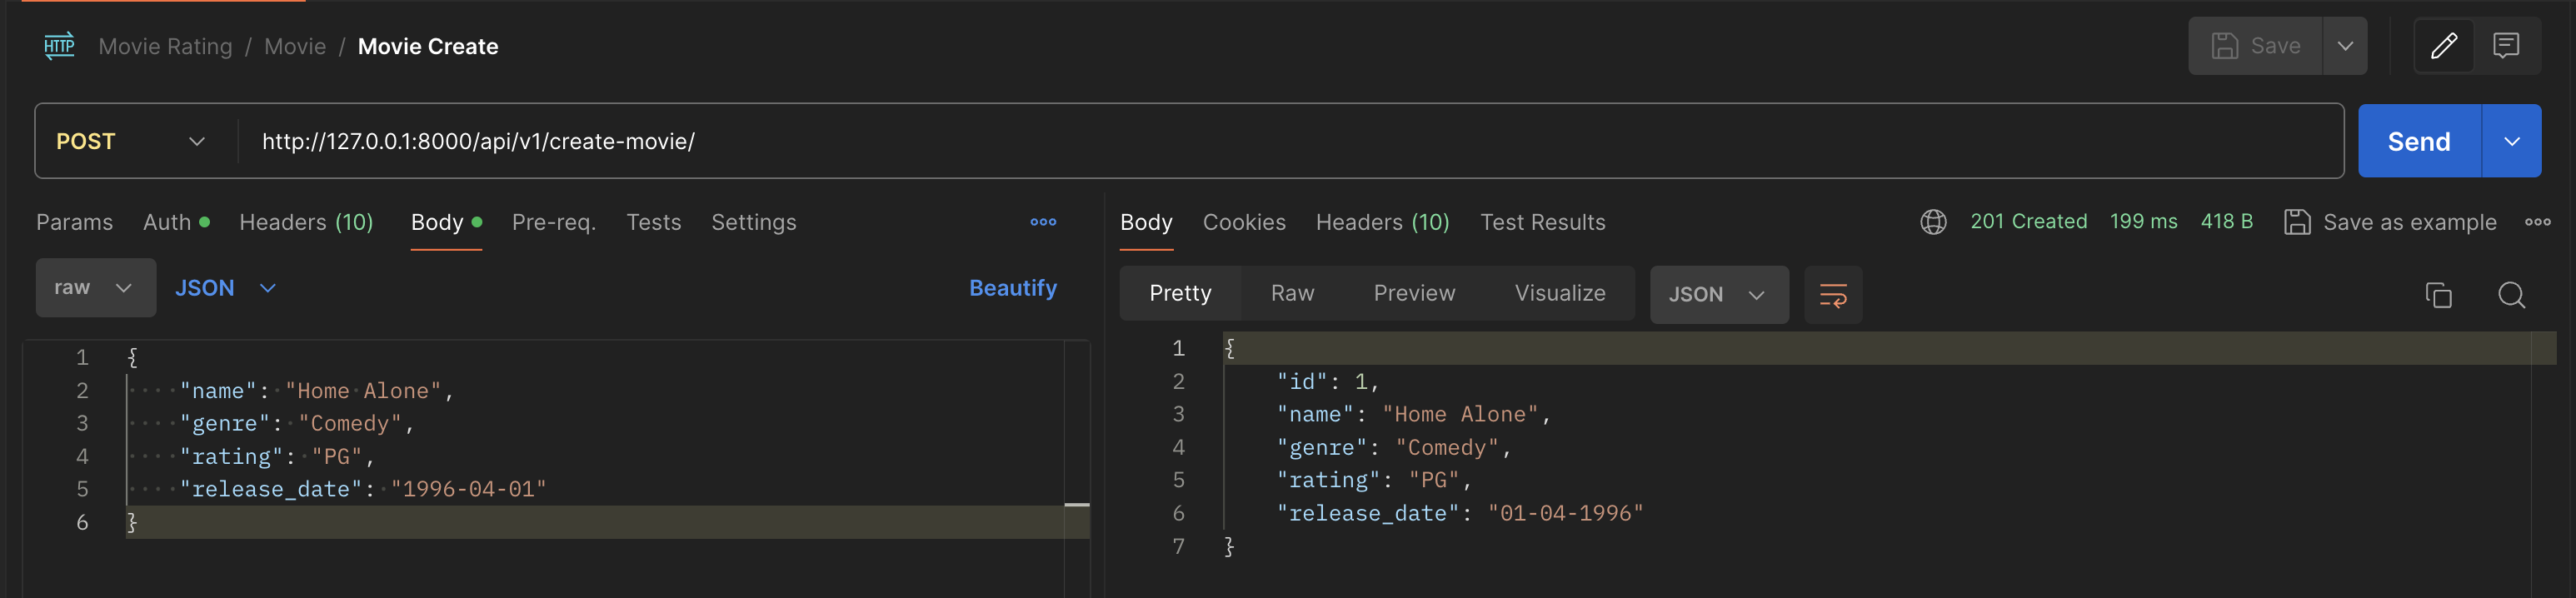 HTTP Movie Rating / Movie / Movie Create Save
POST http://127.0.0.1:8000/api/v1/create-movie/ Send
Params Auth Headers (10) Body Pre-req. Tests Settings
raw JSON Beautify
1 {
2 "name": "Home Alone",
3 "genre": "Comedy",
4 "rating": "PG",
5 "release_date": "1996-04-01"
6 }
Body Cookies Headers (10) Test Results 201 Created 199 ms 418 B Save as example
Pretty Raw Preview Visualize JSON
1 {
2 "id": 1,
3 "name": "Home Alone",
4 "genre": "Comedy",
5 "rating": "PG",
6 "release_date": "01-04-1996"
7 }